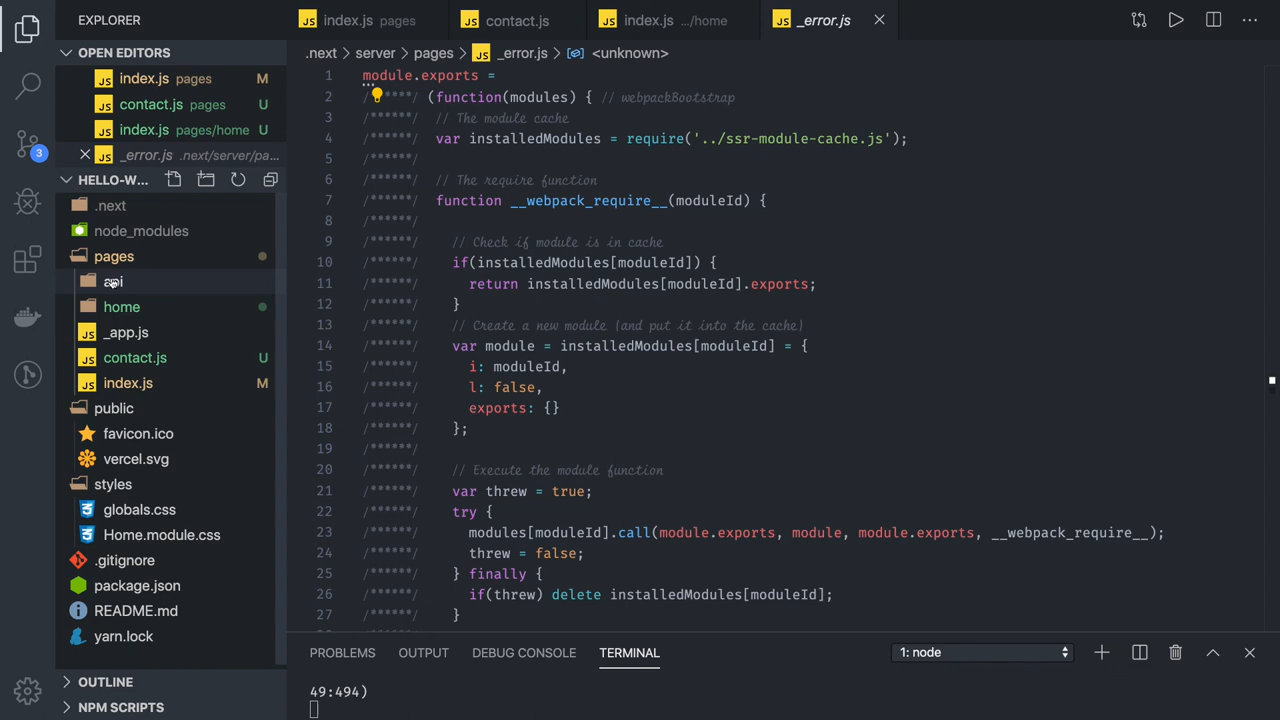 EXPLORER
OPEN EDITORS
index.js pages M
contact.js pages U
index.js pages/home U
_error.js .next/server/pa...
HELLO-W...
.next
node_modules
pages
api
home
_app.js
contact.js U
index.js M
public
favicon.ico
vercel.svg
styles
globals.css
Home.module.css
.gitignore
package.json
README.md
yarn.lock
OUTLINE
NPM SCRIPTS
3
index.js pages
contact.js
index.js .../home
_error.js
.next > server > pages > _error.js > <unknown>
1 module.exports =
2 /******/ (function(modules) { // webpackBootstrap
3 /******/ // The module cache
4 /******/ var installedModules = require('../ssr-module-cache.js');
5 /******/
6 /******/ // The require function
7 /******/ function __webpack_require__(moduleId) {
8 /******/
9 /******/ // Check if module is in cache
10 /******/ if(installedModules[moduleId]) {
11 /******/ return installedModules[moduleId].exports;
12 /******/ }
13 /******/ // Create a new module (and put it into the cache)
14 /******/ var module = installedModules[moduleId] = {
15 /******/ i: moduleId,
16 /******/ l: false,
17 /******/ exports: {}
18 /******/ };
19 /******/
20 /******/ // Execute the module function
21 /******/ var threw = true;
22 /******/ try {
23 /******/ modules[moduleId].call(module.exports, module, module.exports, __webpack_require__);
24 /******/ threw = false;
25 /******/ } finally {
26 /******/ if(threw) delete installedModules[moduleId];
27 /******/ }
PROBLEMS OUTPUT DEBUG CONSOLE TERMINAL 1: node
49:494)